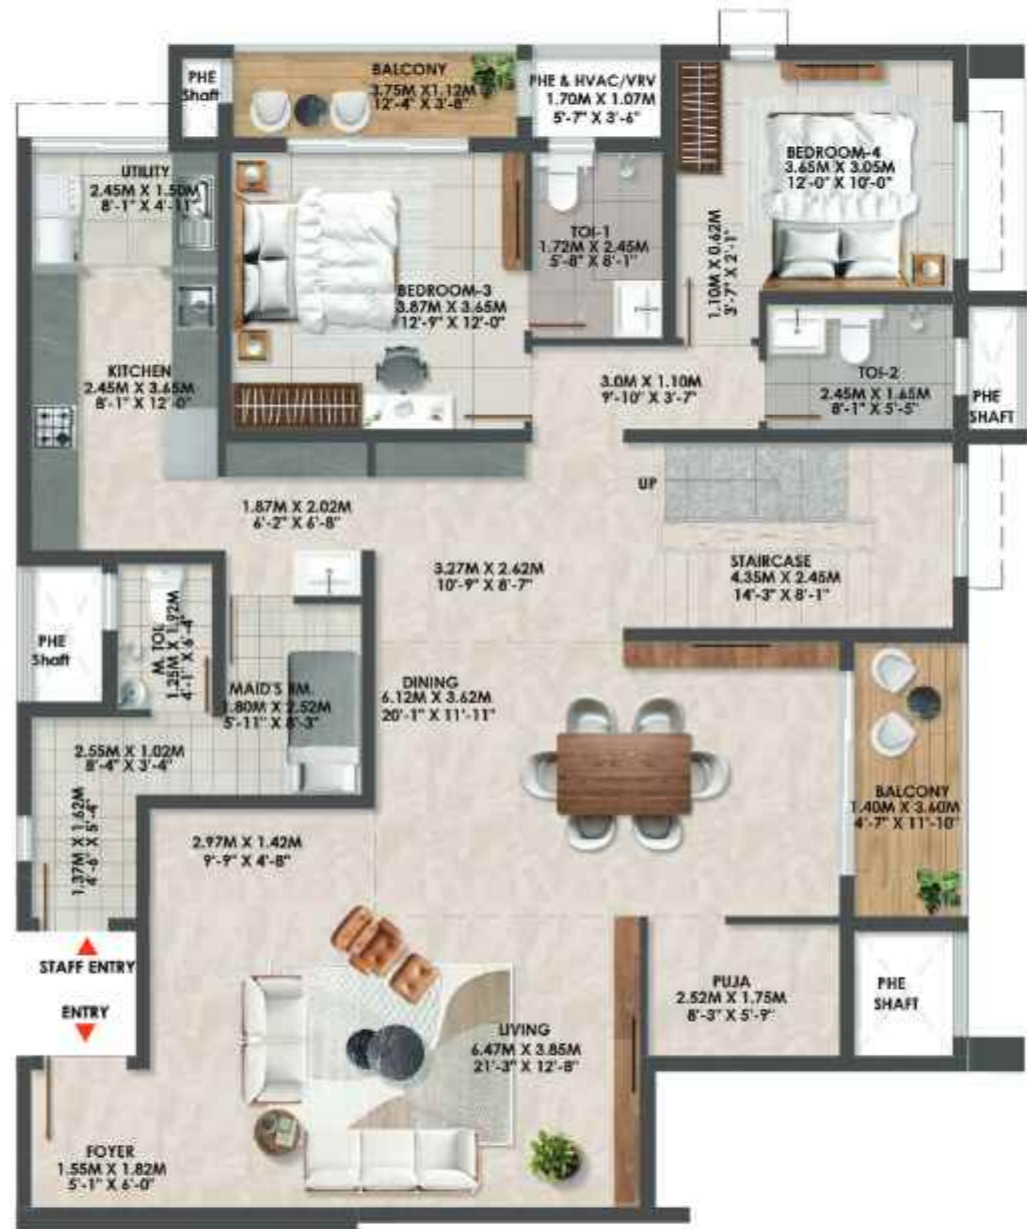 PHE
Shaft
BALCONY
3.75M X1.12M
12'-4" X 3'-8"
PHE & HVAC/VRV
1.70M X 1.07M
5'-7" X 3'-6"
BEDROOM-4
3.65M X 3.05M
12'-0" X 10'-0"
UTILITY
2.45M X 1.50M
8'-1" X 4'-11"
TOI-1
1.72M X 2.45M
5'-8" X 8'-1"
1.10M X 0.62M
3'-7" X 2'-1"
BEDROOM-3
3.87M X 3.65M
12'-9" X 12'-0"
KITCHEN
2.45M X 3.65M
8'-1" X 12'-0"
3.0M X 1.10M
9'-10" X 3'-7"
TOI-2
2.45M X 1.65M
8'-1" X 5'-5"
PHE
SHAFT
UP
1.87M X 2.02M
6'-2" X 6'-8"
3.27M X 2.62M
10'-9" X 8'-7"
STAIRCASE
4.35M X 2.45M
14'-3" X 8'-1"
PHE
Shaft
M. TOI
1.25M X 1.92M
4'-1" X 6'-4"
MAID'S RM.
1.80M X 2.52M
5'-11" X 8'-3"
DINING
6.12M X 3.62M
20'-1" X 11'-11"
2.55M X 1.02M
8'-4" X 3'-4"
1.37M X 1.62M
4'-6" X 5'-4"
BALCONY
1.40M X 3.60M
4'-7" X 11'-10"
2.97M X 1.42M
9'-9" X 4'-8"
STAFF ENTRY
ENTRY
PUJA
2.52M X 1.75M
8'-3" X 5'-9"
PHE
SHAFT
LIVING
6.47M X 3.85M
21'-3" X 12'-8"
FOYER
1.55M X 1.82M
5'-1" X 6'-0"